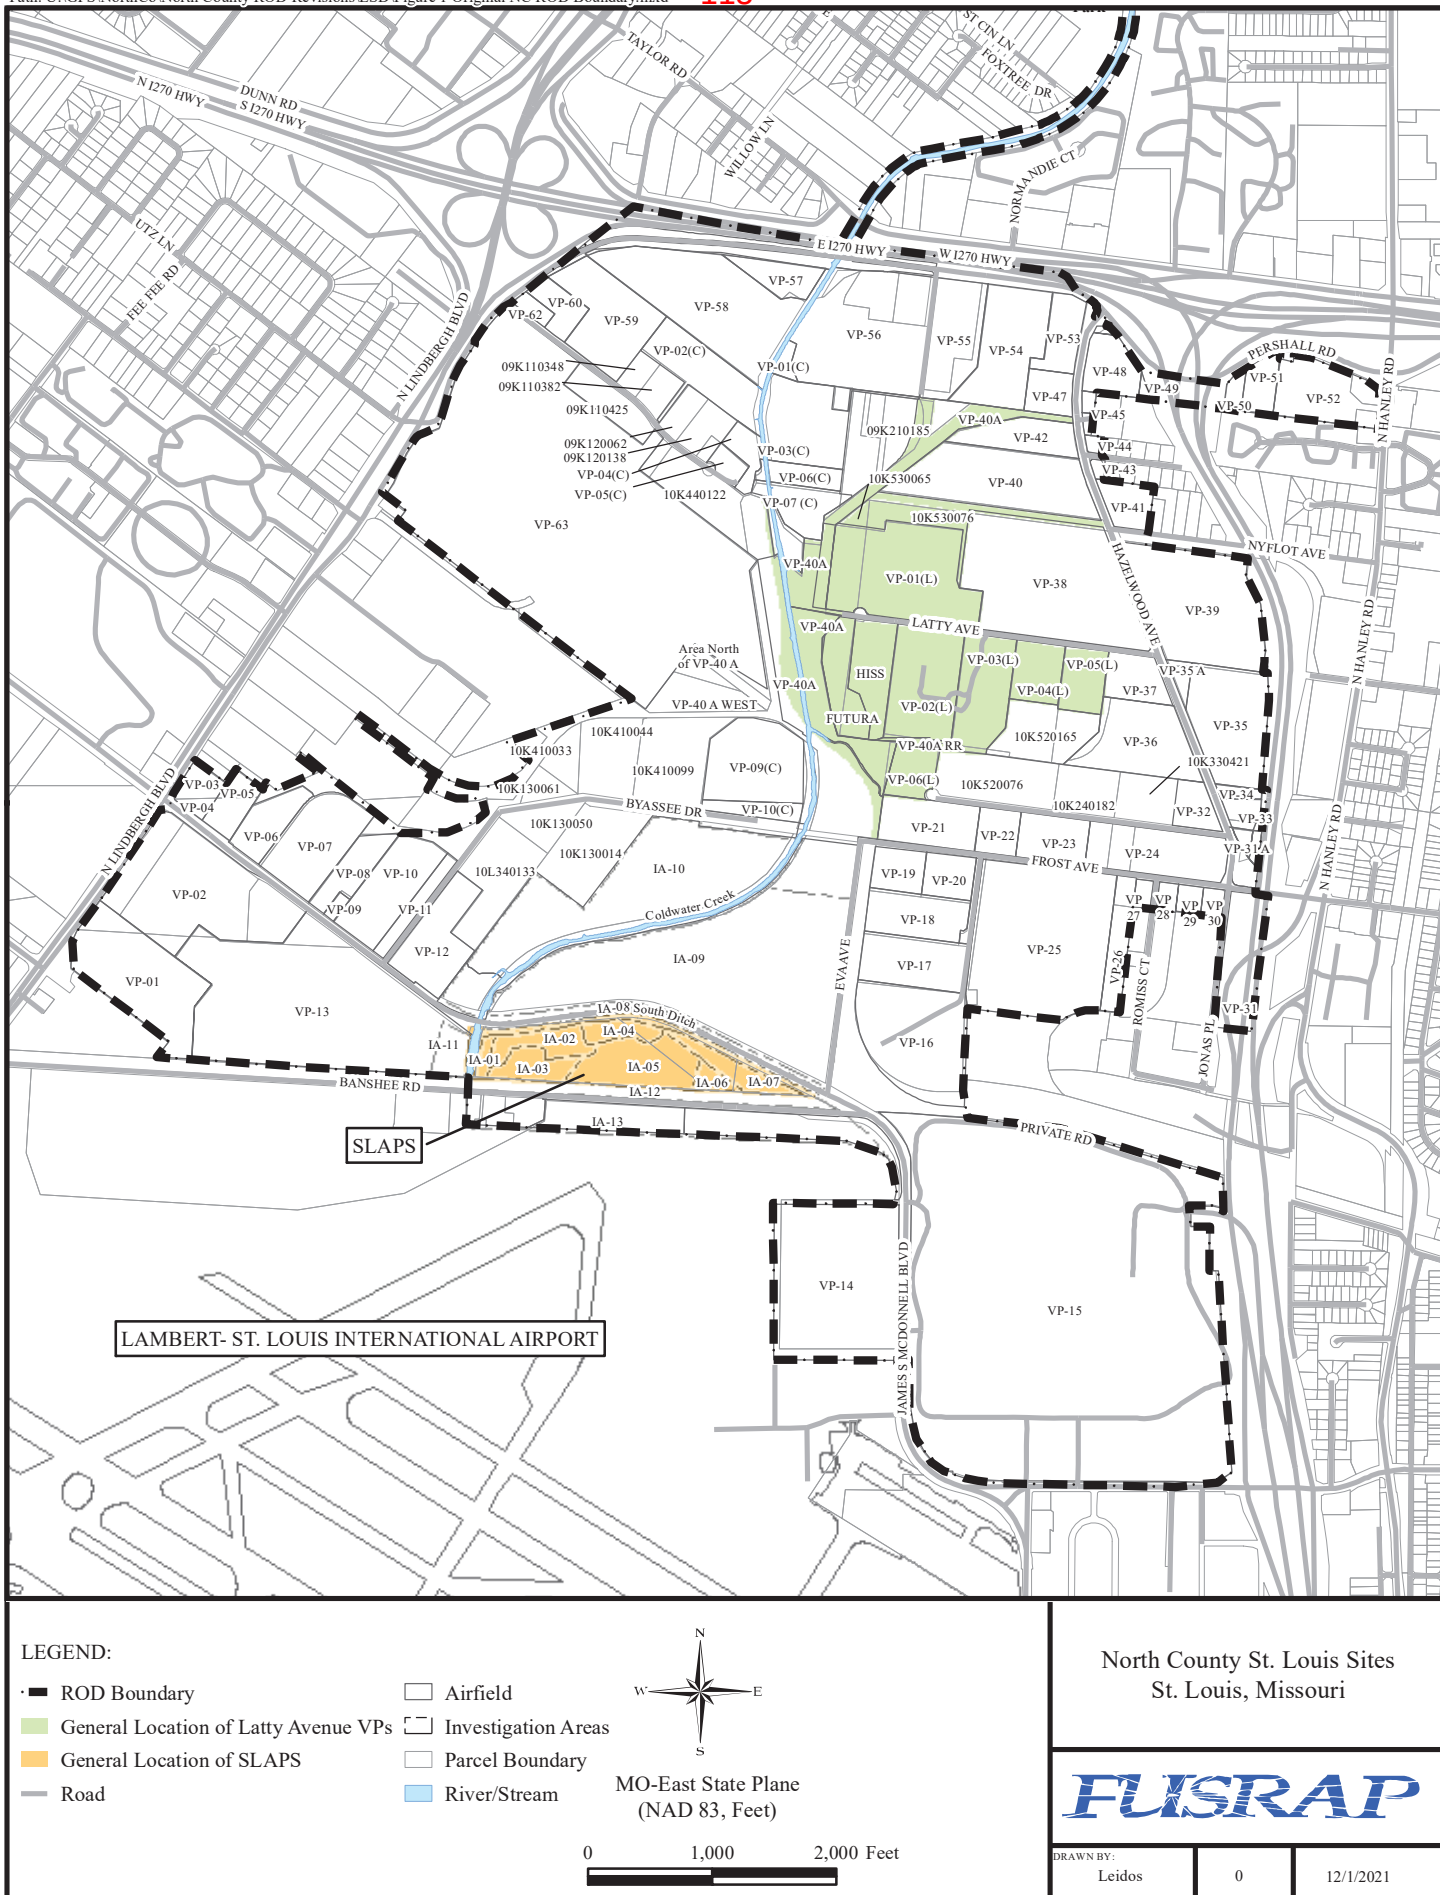 ST CIN LN
TAYLOR RD
FOXTREE DR
N I270 HWY
DUNN RD
S I270 HWY
WILLOW LN
NORMANDIE CT
UTZ LN
FEE FEE RD
E I270 HWY
W I270 HWY
N LINDBERGH BLVD
VP-57
VP-60
VP-62
VP-58
VP-59
VP-56
VP-55
VP-54
VP-53
VP-02(C)
PERSHALL RD
09K110348
VP-01(C)
VP-48
VP-49
VP-51
VP-52
VP-50
09K110382
VP-47
N HANLEY RD
09K110425
VP-40A
VP-45
09K210185
VP-42
VP-44
09K120062
09K120138
VP-03(C)
VP-43
VP-04(C)
VP-06(C)
10K530065
VP-40
VP-05(C)
10K440122
VP-07 (C)
VP-41
VP-63
10K530076
NYFLOT AVE
HAZELWOOD AVE
VP-40A
VP-01(L)
VP-38
VP-39
N HANLEY RD
VP-40A
LATTY AVE
Area North
of VP-40 A
VP-03(L)
VP-05(L)
VP-35 A
HISS
VP-40A
VP-04(L)
VP-37
VP-40 A WEST
VP-02(L)
FUTURA
VP-35
10K410044
10K410033
VP-40A RR
10K520165
VP-36
10K410099
VP-09(C)
10K330421
N LINDBERGH BLVD
VP-03
VP-05
10K130061
VP-06(L)
10K520076
VP-34
VP-04
BYASSEE DR
VP-10(C)
10K240182
VP-32
VP-33
10K130050
VP-06
VP-07
VP-21
VP-22
VP-23
VP-24
VP-31 A
N HANLEY RD
10K130014
IA-10
FROST AVE
VP-08
VP-10
10L340133
VP-19
VP-20
VP-02
VP-09
VP-11
Coldwater Creek
VP-18
VP
27
VP
28
VP
29
VP
30
VP-12
IA-09
EVA AVE
VP-25
VP-26
ROMISS CT
VP-01
VP-17
VP-13
IA-08 South Ditch
VP-31
IA-11
IA-02
IA-04
VP-16
JONAS PL
IA-01
IA-03
IA-05
IA-06
IA-07
BANSHEE RD
IA-12
IA-13
PRIVATE RD
SLAPS
JAMES S MCDONNELL BLVD
VP-14
VP-15
LAMBERT- ST. LOUIS INTERNATIONAL AIRPORT
LEGEND:
ROD Boundary
General Location of Latty Avenue VPs
General Location of SLAPS
Road
Airfield
Investigation Areas
Parcel Boundary
River/Stream
N
W
E
S
MO-East State Plane
(NAD 83, Feet)
0 1,000 2,000 Feet
North County St. Louis Sites
St. Louis, Missouri
FUSRAP
DRAWN BY:
Leidos
0
12/1/2021